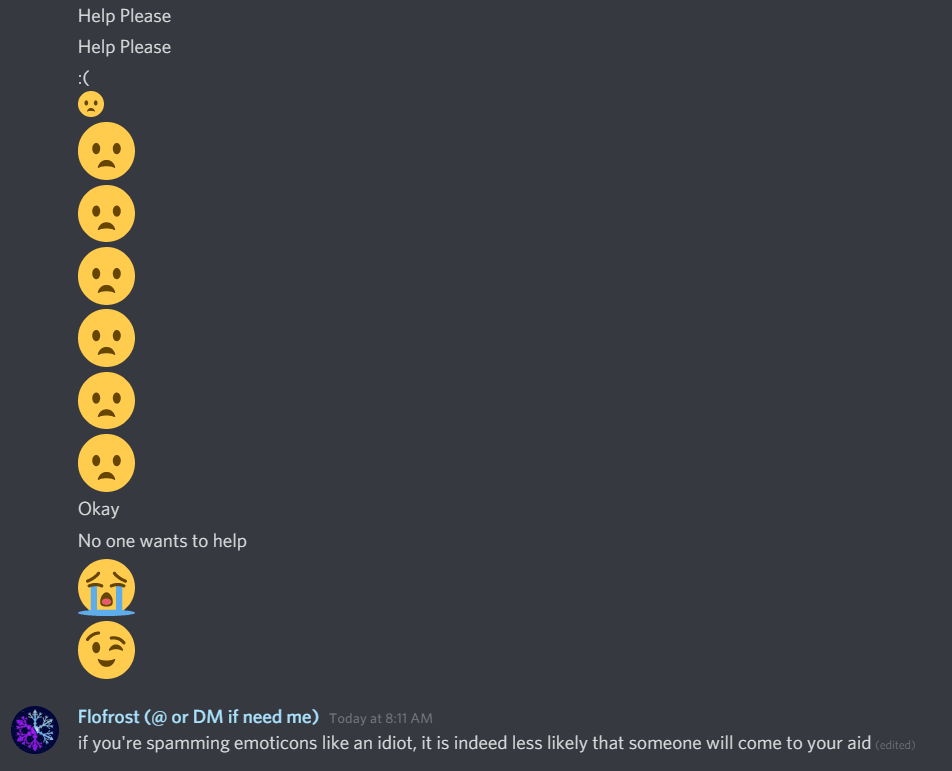 Help Please
Help Please
:(
Okay
No one wants to help
Flofrost (@ or DM if need me) Today at 8:11 AM
if you're spamming emoticons like an idiot, it is indeed less likely that someone will come to your aid (edited)